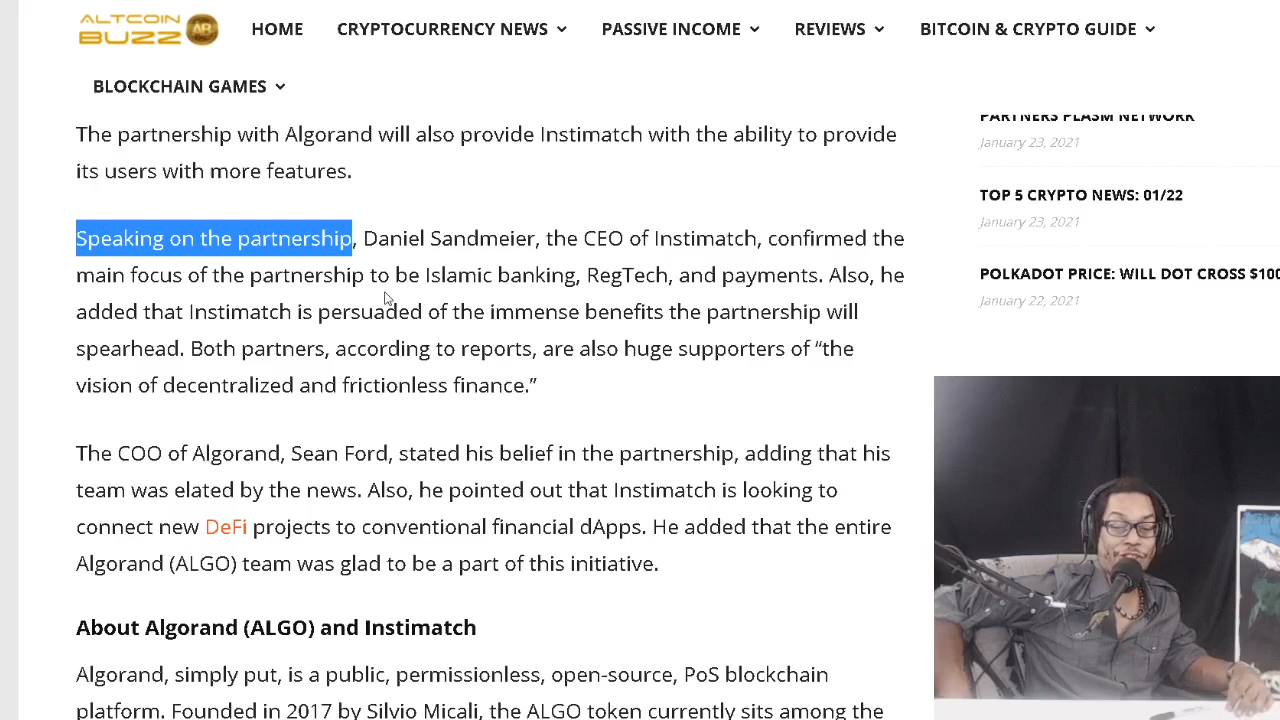 ALTCOIN
BUZZ AB
HOME
CRYPTOCURRENCY NEWS
PASSIVE INCOME
REVIEWS
BITCOIN & CRYPTO GUIDE
BLOCKCHAIN GAMES
The partnership with Algorand will also provide Instimatch with the ability to provide
its users with more features.
Speaking on the partnership, Daniel Sandmeier, the CEO of Instimatch, confirmed the
main focus of the partnership to be Islamic banking, RegTech, and payments. Also, he
added that Instimatch is persuaded of the immense benefits the partnership will
spearhead. Both partners, according to reports, are also huge supporters of “the
vision of decentralized and frictionless finance.”
The COO of Algorand, Sean Ford, stated his belief in the partnership, adding that his
team was elated by the news. Also, he pointed out that Instimatch is looking to
connect new DeFi projects to conventional financial dApps. He added that the entire
Algorand (ALGO) team was glad to be a part of this initiative.
About Algorand (ALGO) and Instimatch
Algorand, simply put, is a public, permissionless, open-source, PoS blockchain
platform. Founded in 2017 by Silvio Micali, the ALGO token currently sits among the
PARTNERS PLASM NETWORK
January 23, 2021
TOP 5 CRYPTO NEWS: 01/22
January 23, 2021
POLKADOT PRICE: WILL DOT CROSS $100
January 22, 2021